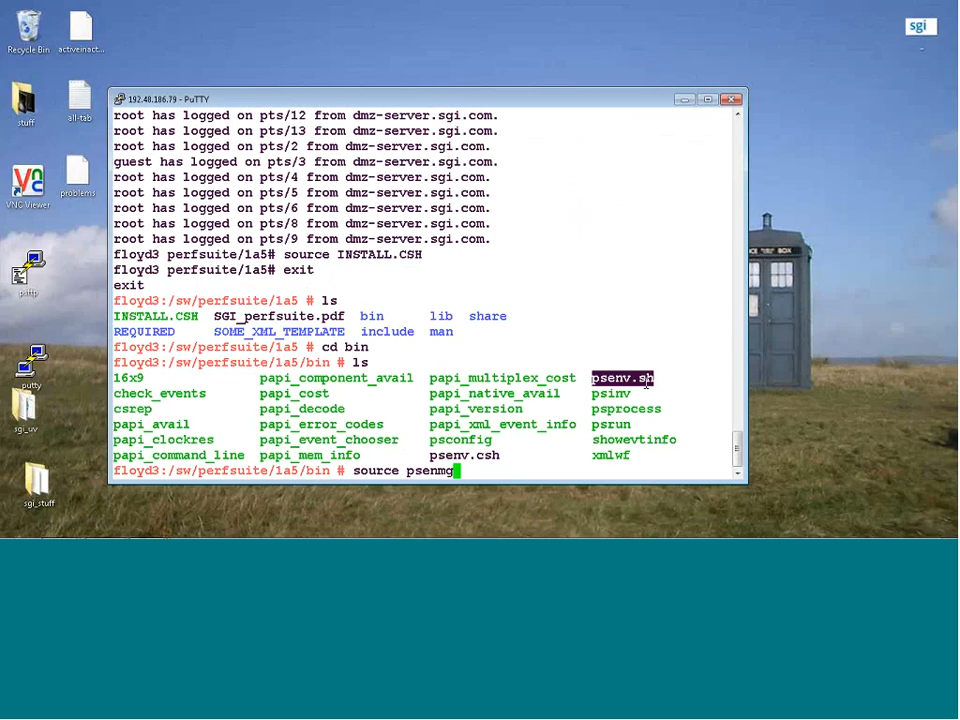 sgi
Recycle Bin
activeinact...
stuff
all-tab
VNC Viewer
problems
psftp
putty
sgi_uv
sgi_stuff
192.48.186.79 - PuTTY
root has logged on pts/12 from dmz-server.sgi.com.
root has logged on pts/13 from dmz-server.sgi.com.
root has logged on pts/2 from dmz-server.sgi.com.
guest has logged on pts/3 from dmz-server.sgi.com.
root has logged on pts/4 from dmz-server.sgi.com.
root has logged on pts/5 from dmz-server.sgi.com.
root has logged on pts/6 from dmz-server.sgi.com.
root has logged on pts/8 from dmz-server.sgi.com.
root has logged on pts/9 from dmz-server.sgi.com.
floyd3 perfsuite/1a5# source INSTALL.CSH
floyd3 perfsuite/1a5# exit
exit
floyd3:/sw/perfsuite/1a5 # ls
INSTALL.CSH SGI_perfsuite.pdf bin lib share
REQUIRED SOME_XML_TEMPLATE include man
floyd3:/sw/perfsuite/1a5 # cd bin
floyd3:/sw/perfsuite/1a5/bin # ls
16x9 papi_component_avail papi_multiplex_cost psenv.sh
check_events papi_cost papi_native_avail psinv
csrep papi_decode papi_version psprocess
papi_avail papi_error_codes papi_xml_event_info psrun
papi_clockres papi_event_chooser psconfig showevtinfo
papi_command_line papi_mem_info psenv.csh xmlwf
floyd3:/sw/perfsuite/1a5/bin # source psenmg